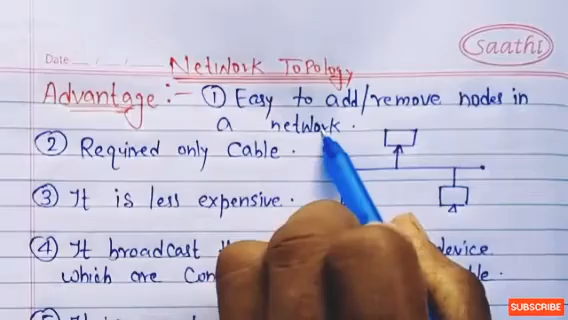 Saathi
Date
Network Topology
Advantage :- ① Easy to add/remove nodes in
a network.
② Required only cable.
③ It is less expensive.
④ It broadcast device
which are
SUBSCRIBE